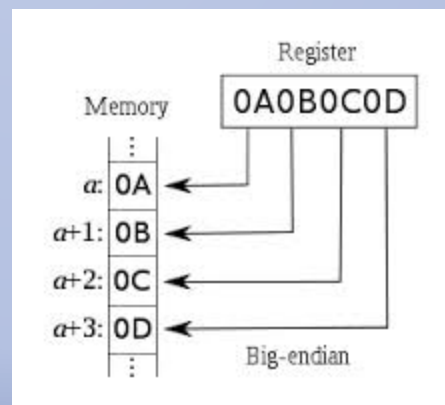 Register
0A0B0C0D
Memory
a: 0A
a+1: 0B
a+2: 0C
a+3: 0D
Big-endian